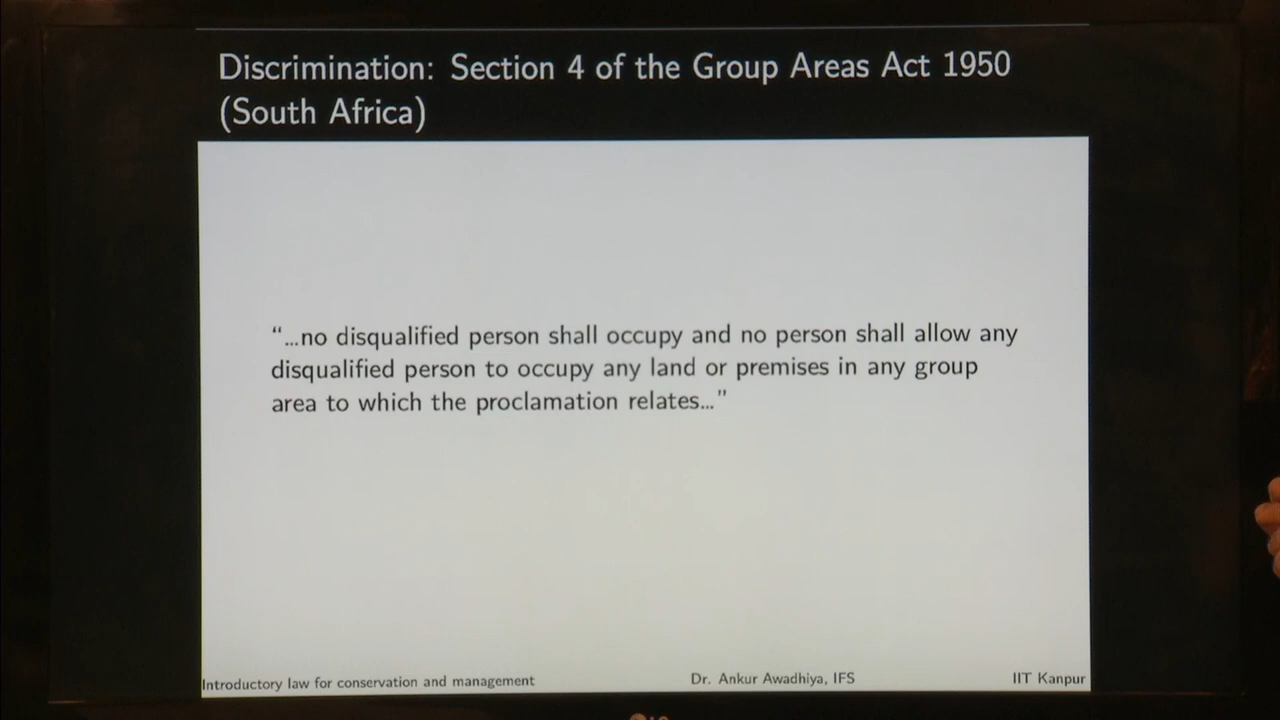 Discrimination: Section 4 of the Group Areas Act 1950
(South Africa)
“...no disqualified person shall occupy and no person shall allow any
disqualified person to occupy any land or premises in any group
area to which the proclamation relates...”
Introductory law for conservation and management Dr. Ankur Awadhiya, IFS IIT Kanpur